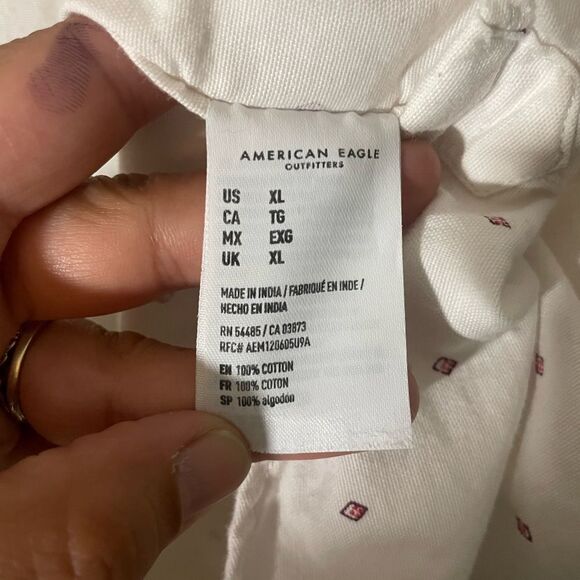 AMERICAN EAGLE
OUTFITTERS
US XL
CA TG
MX EXG
UK XL
MADE IN INDIA / FABRIQUÉ EN INDE /
HECHO EN INDIA
RN 54485 / CA 03873
RFC# AEM120605U9A
EN 100% COTTON
FR 100% COTON
SP 100% algodón